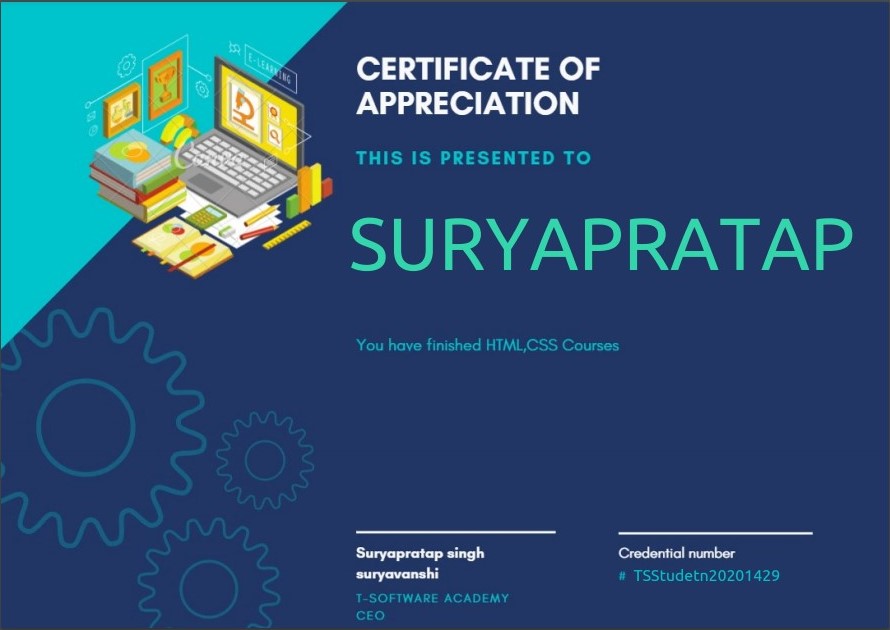 E-LEARNING
CERTIFICATE OF
APPRECIATION
THIS IS PRESENTED TO
Canva
SURYAPRATAP
You have finished HTML,CSS Courses
Suryapratap singh
suryavanshi
T-SOFTWARE ACADEMY
CEO
Credential number
# TSStudetn20201429